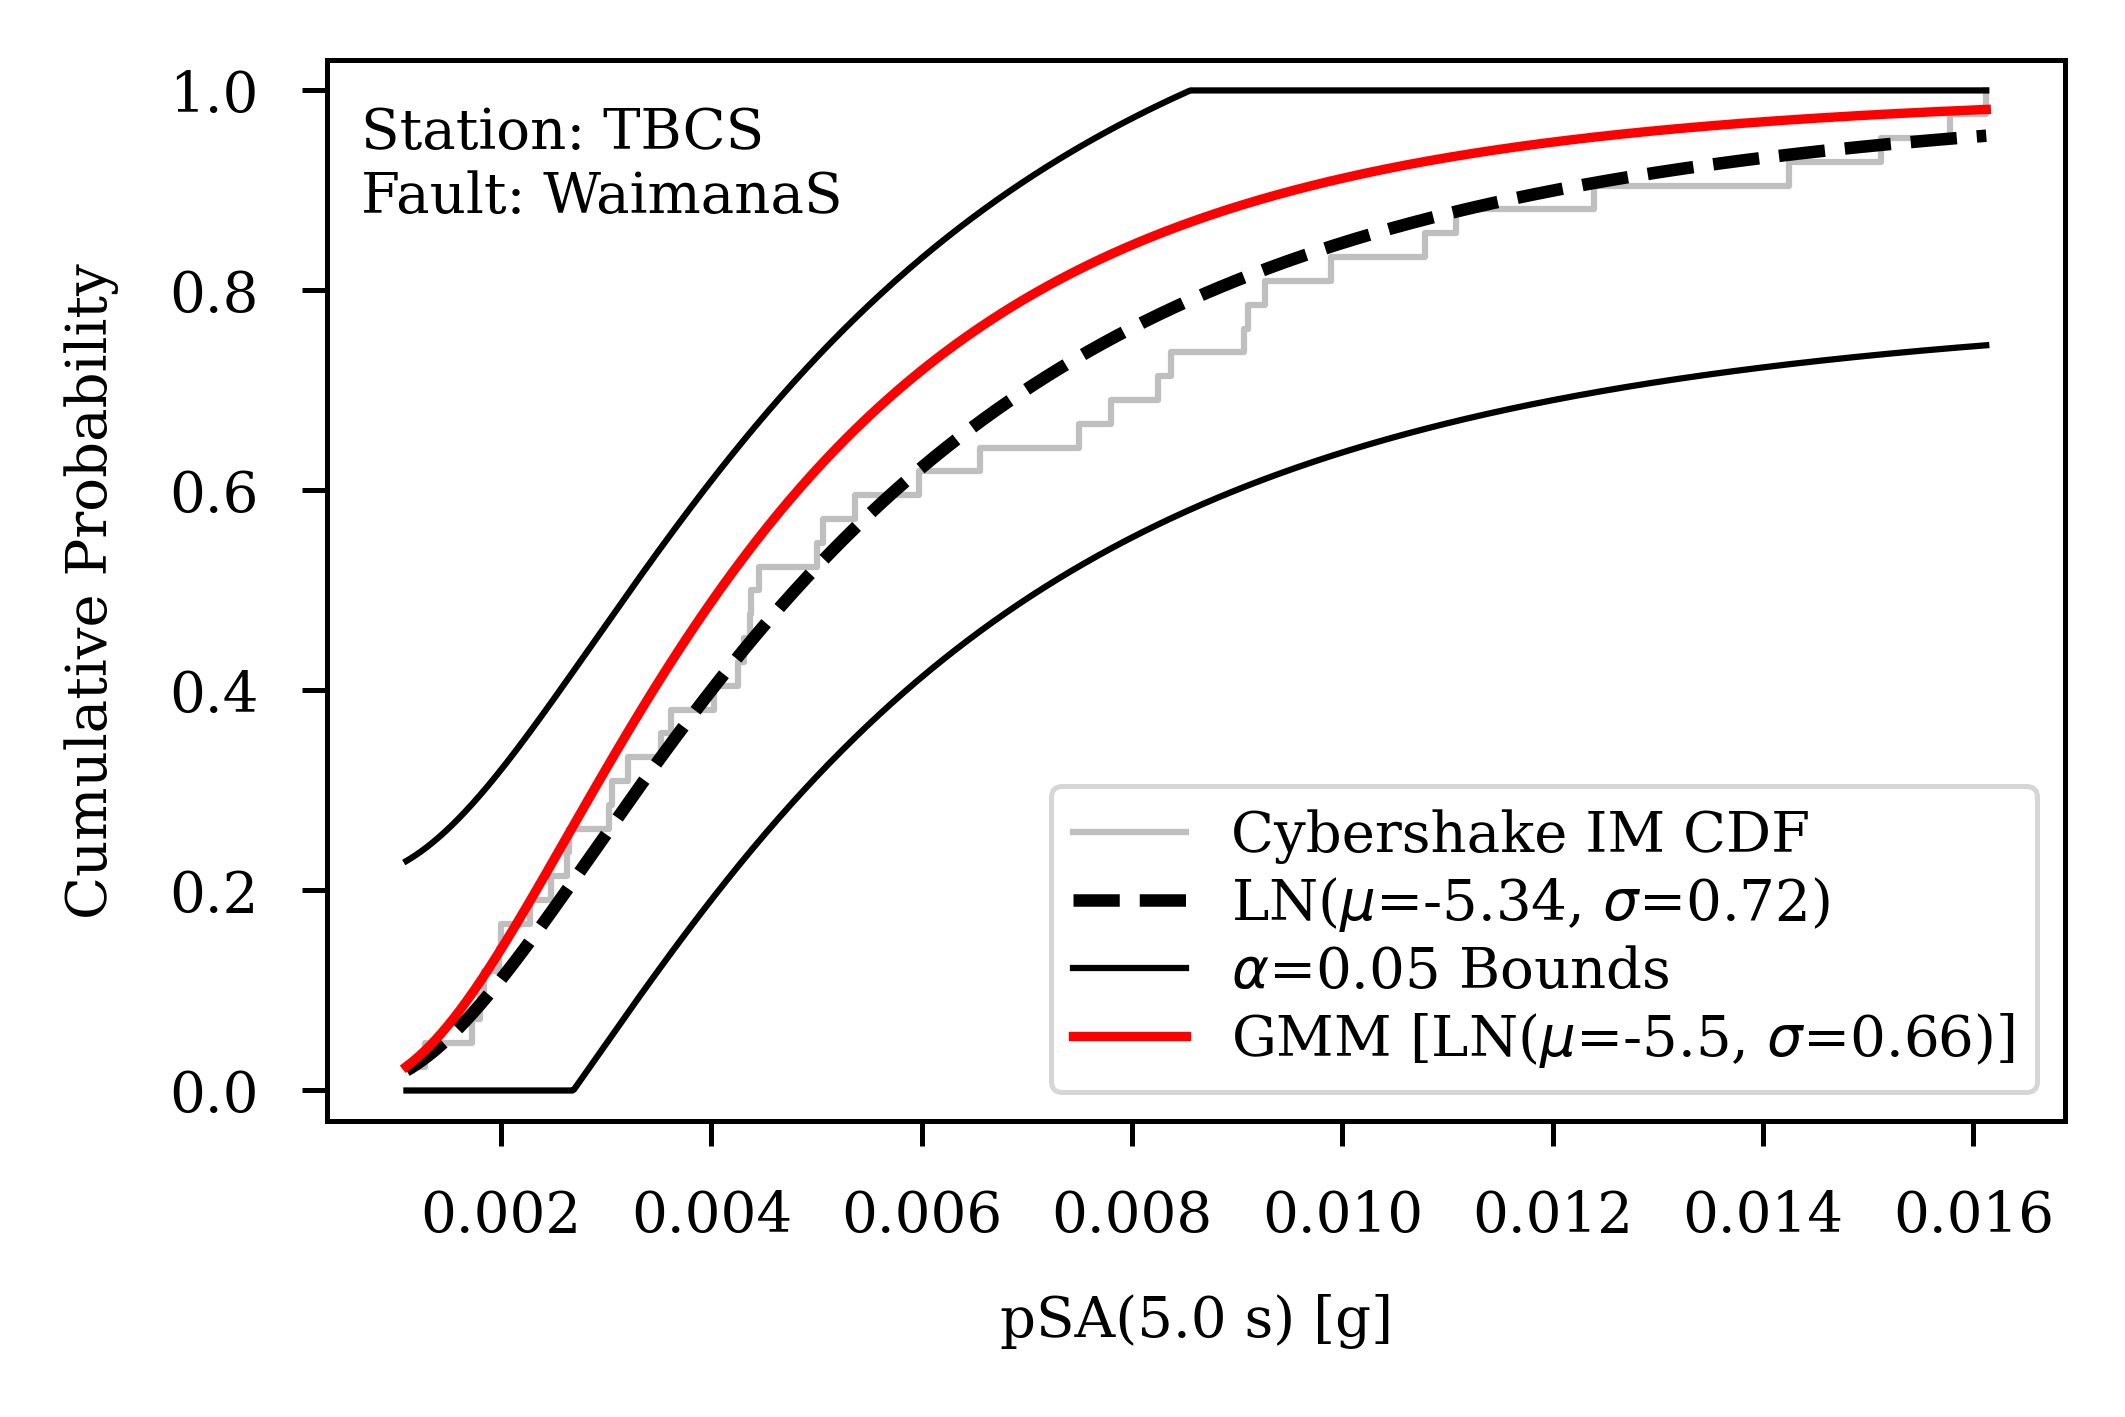 Station: TBCS
Fault: WaimanaS
Cumulative Probability
1.0
0.8
0.6
0.4
0.2
0.0
Cybershake IM CDF
LN(μ=-5.34, σ=0.72)
α=0.05 Bounds
GMM [LN(μ=-5.5, σ=0.66)]
0.002 0.004 0.006 0.008 0.010 0.012 0.014 0.016
pSA(5.0 s) [g]